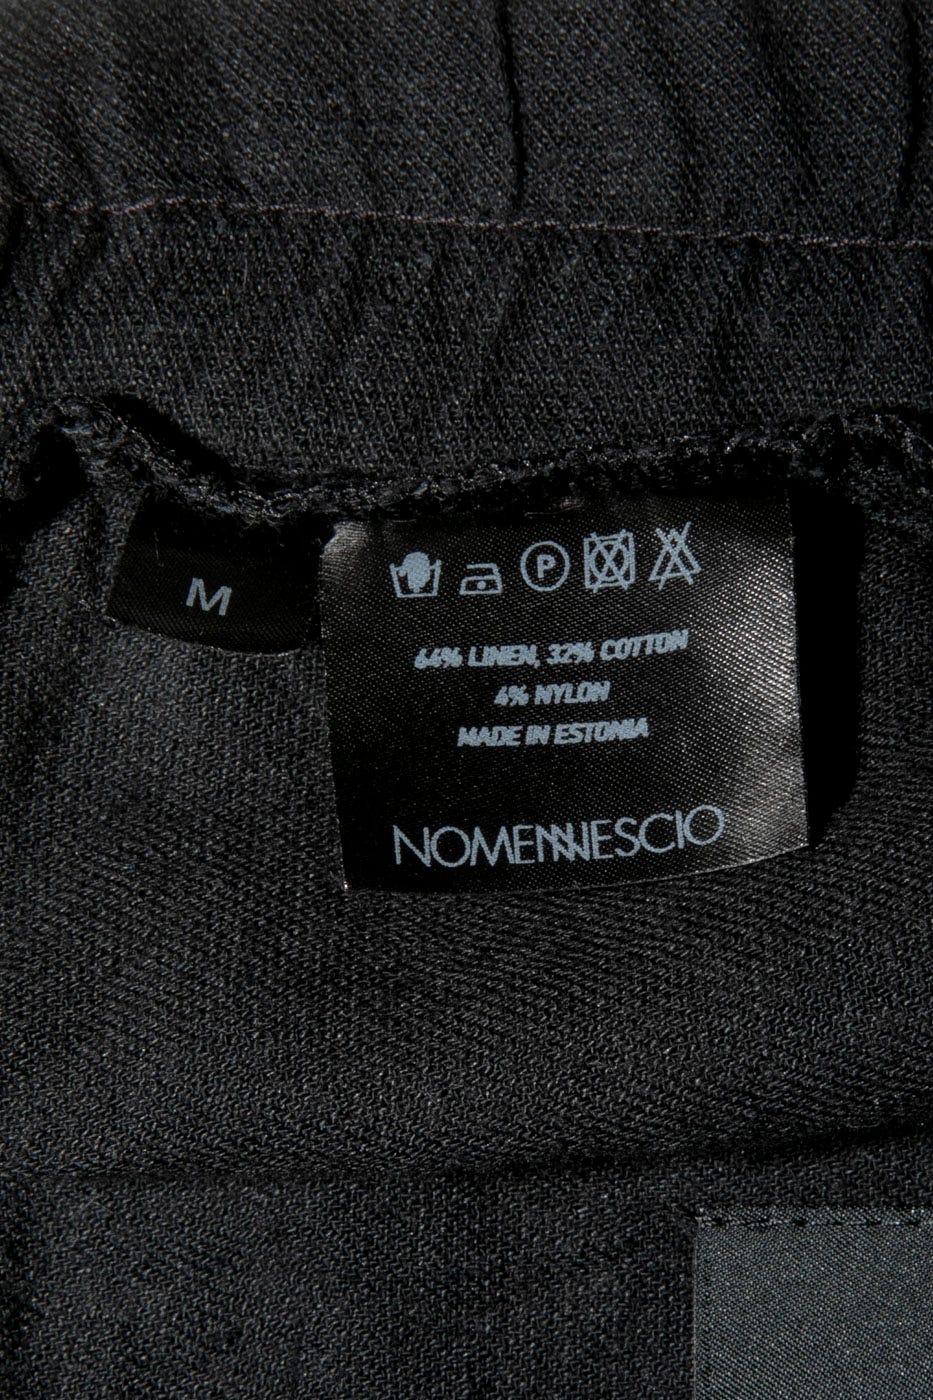 M
P
64% LINEN, 32% COTTON
4% NYLON
MADE IN ESTONIA
NOMENNESCIO